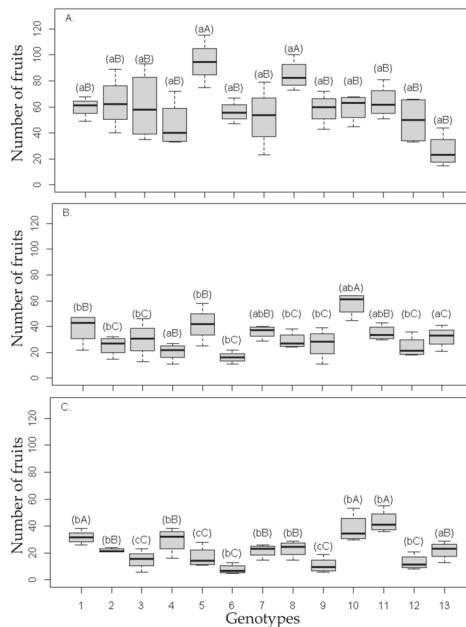 A.
Number of fruits
0 20 40 60 80 100 120
(aB) (aB) (aB) (aB) (aA) (aB) (aB) (aA) (aB) (aB) (aB) (aB) (aB)
B.
Number of fruits
0 20 40 60 80 100 120
(bB) (bC) (bC) (aB) (bB) (bC) (abB) (bC) (bC) (abA) (abB) (bC) (aC)
C.
Number of fruits
0 20 40 60 80 100 120
(bA) (bB) (cC) (bB) (cC) (bC) (bB) (bB) (cC) (bA) (bA) (bC) (aB)
1 2 3 4 5 6 7 8 9 10 11 12 13
Genotypes